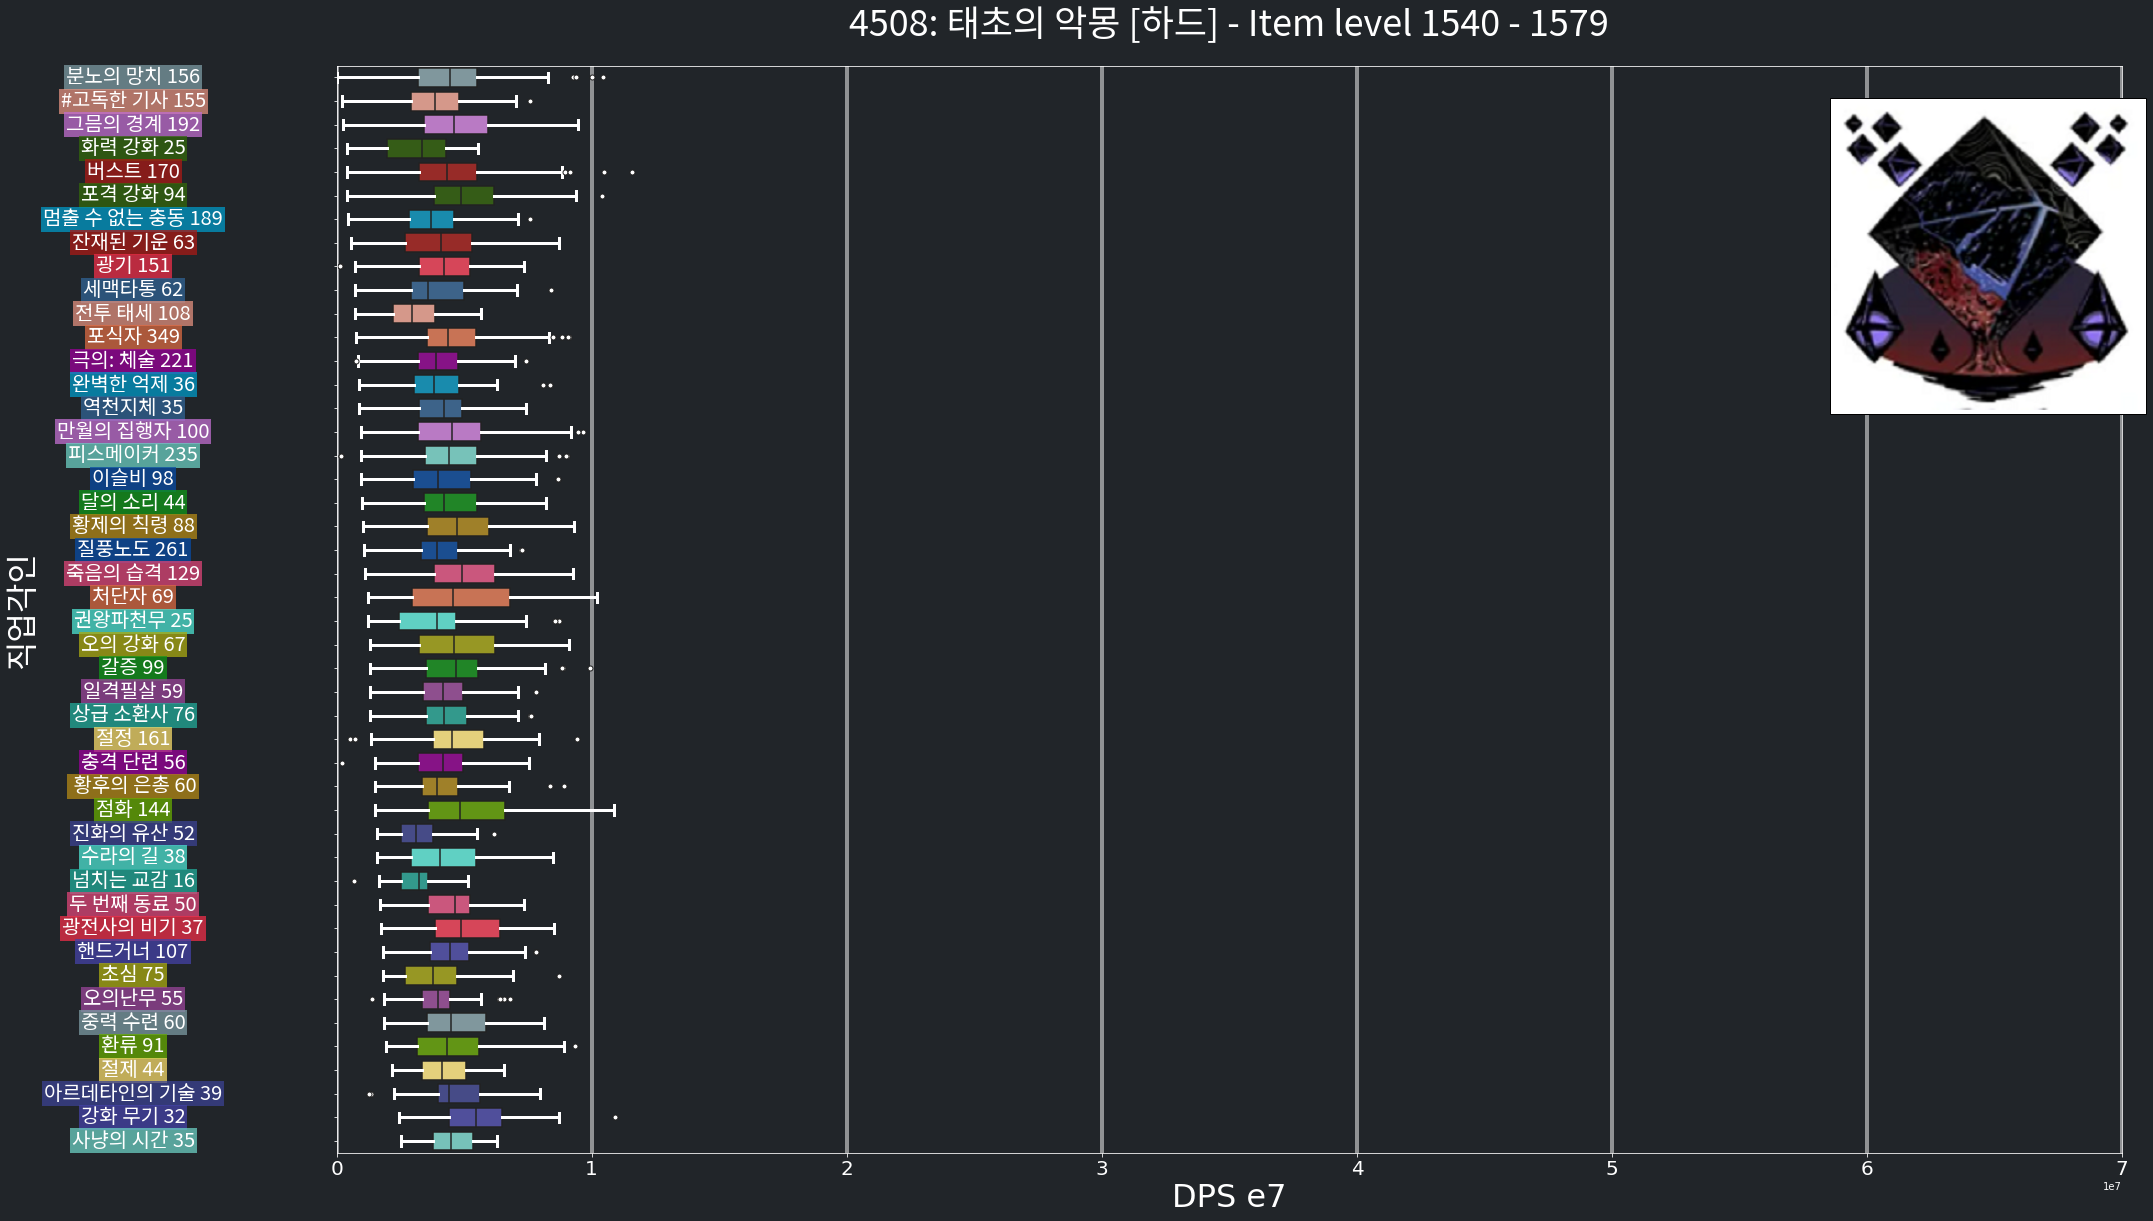 4508: 태초의 악몽 [하드] - Item level 1540 - 1579
분노의 망치 156
#고독한 기사 155
그믐의 경계 192
화력 강화 25
버스트 170
포격 강화 94
멈출 수 없는 충동 189
잔재된 기운 63
광기 151
세맥타통 62
전투 태세 108
포식자 349
극의: 체술 221
완벽한 억제 36
역천지체 35
만월의 집행자 100
피스메이커 235
이슬비 98
달의 소리 44
황제의 칙령 88
질풍노도 261
죽음의 습격 129
처단자 69
권왕파천무 25
오의 강화 67
갈증 99
일격필살 59
상급 소환사 76
절정 161
충격 단련 56
황후의 은총 60
점화 144
진화의 유산 52
수라의 길 38
넘치는 교감 16
두 번째 동료 50
광전사의 비기 37
핸드거너 107
초심 75
오의난무 55
중력 수련 60
환류 91
절제 44
아르데타인의 기술 39
강화 무기 32
사냥의 시간 35
직업각인
0 1 2 3 4 5 6 7
1e7
DPS e7